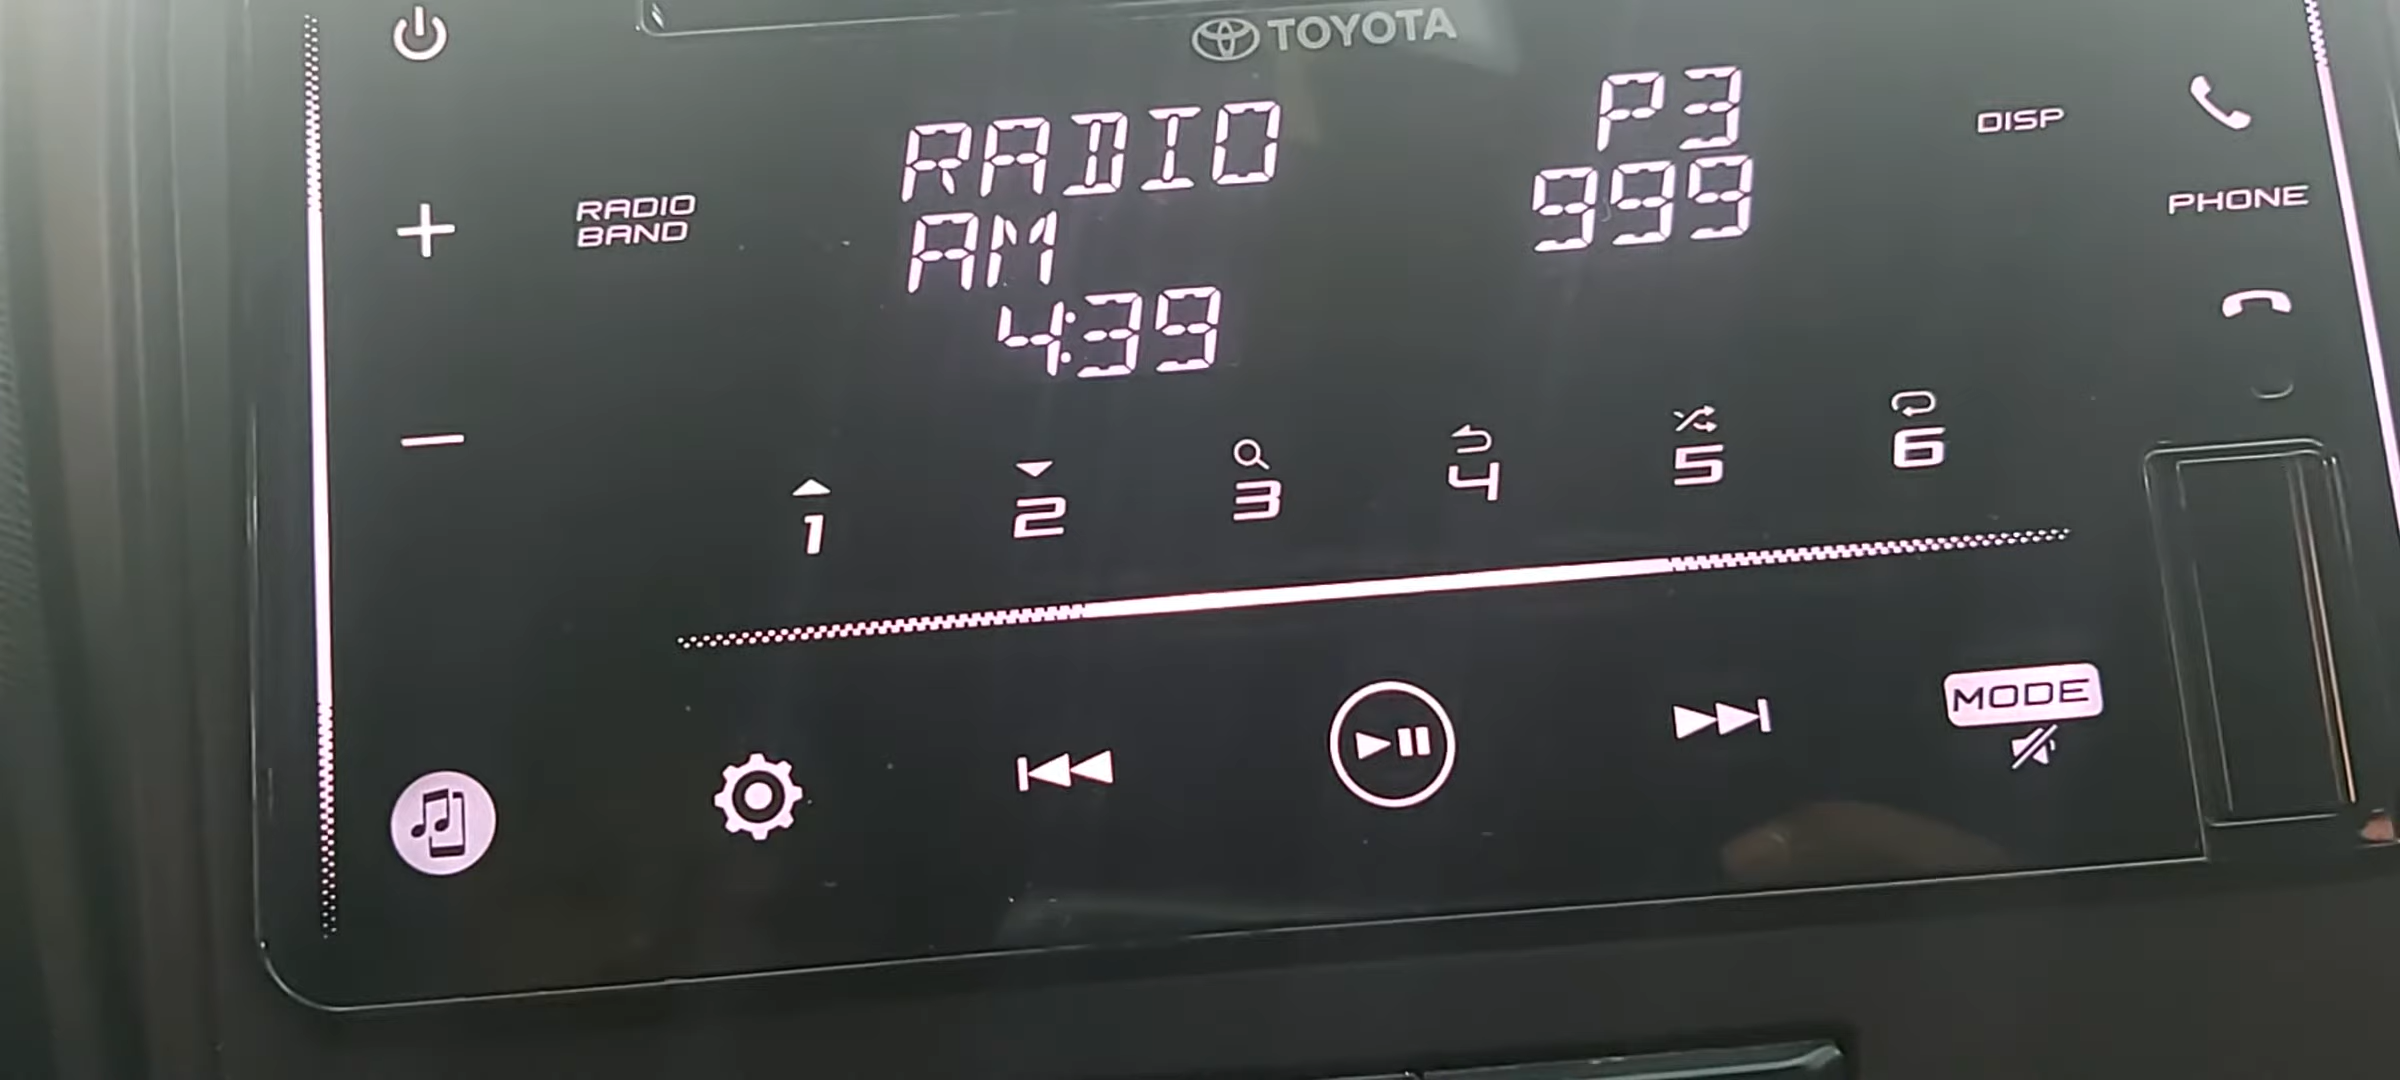 TOYOTA
RADIO P3
DISP
RADIO
BAND
AM 999
PHONE
4:39
1 2 3 4 5 6
MODE